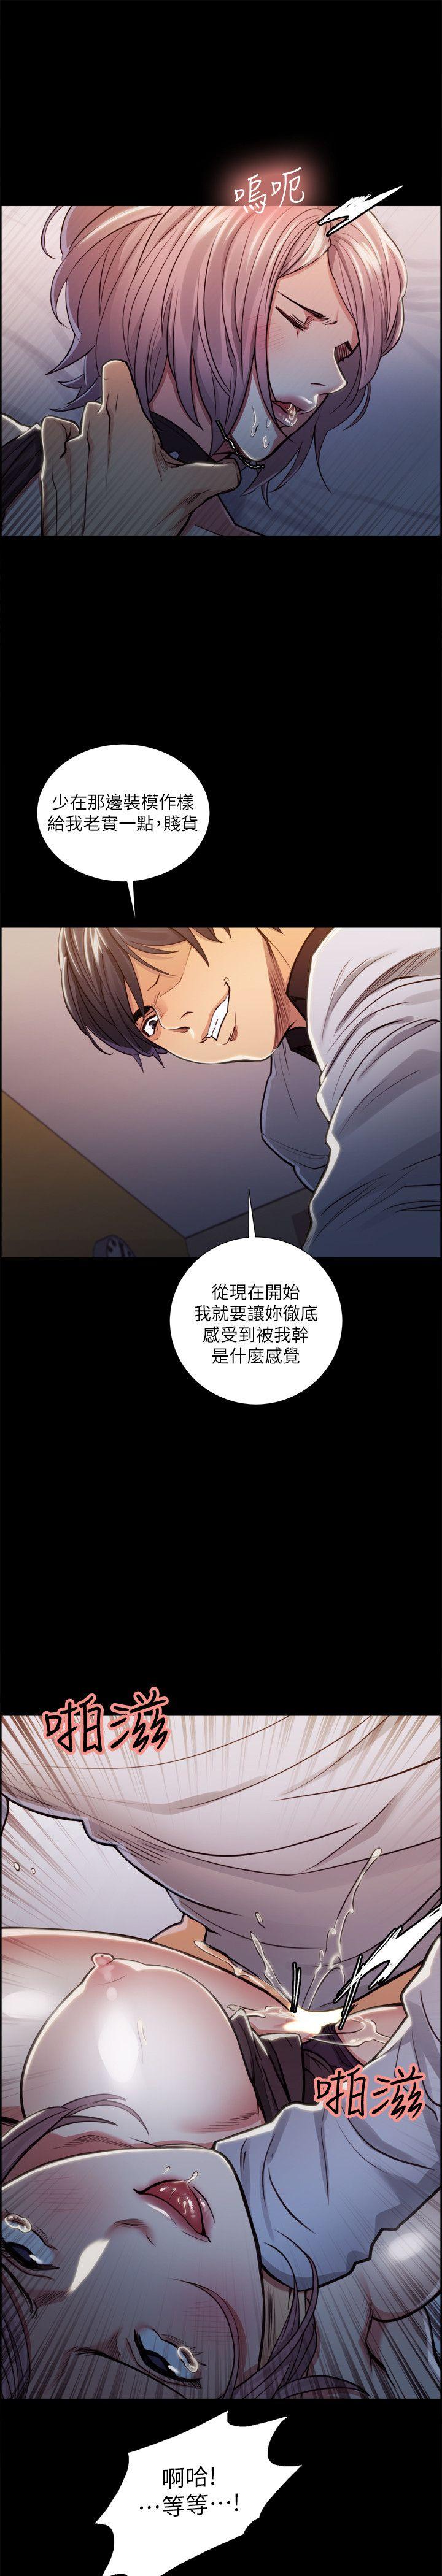 嗚呃
少在那邊裝模作樣
給我老實一點，賤貨
從現在開始
我就要讓妳徹底
感受到被我幹
是什麼感覺
啪滋
啪滋
啊哈!
…等等…!